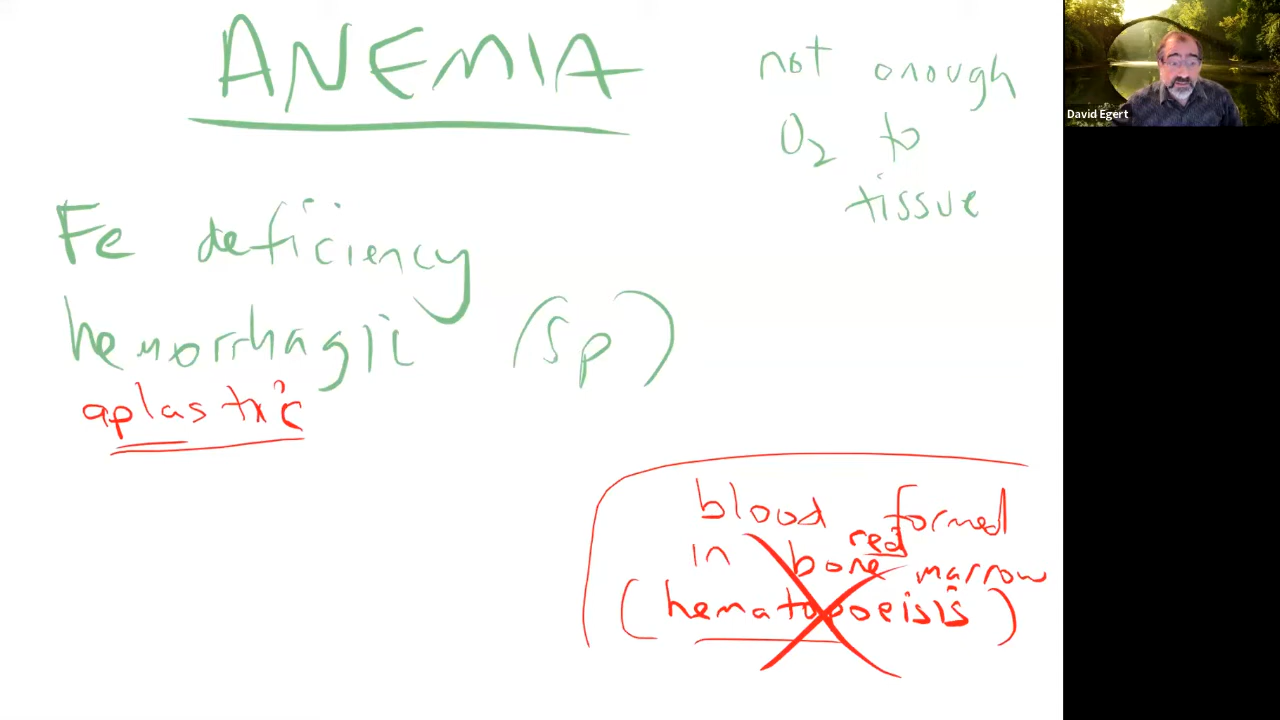 ANEMIA
not enough
O2 to
tissue
Fe deficiency
hemorrhagic (sp)
aplastic
blood formed
in red bone marrow
(hematopoeisis)
David Egert